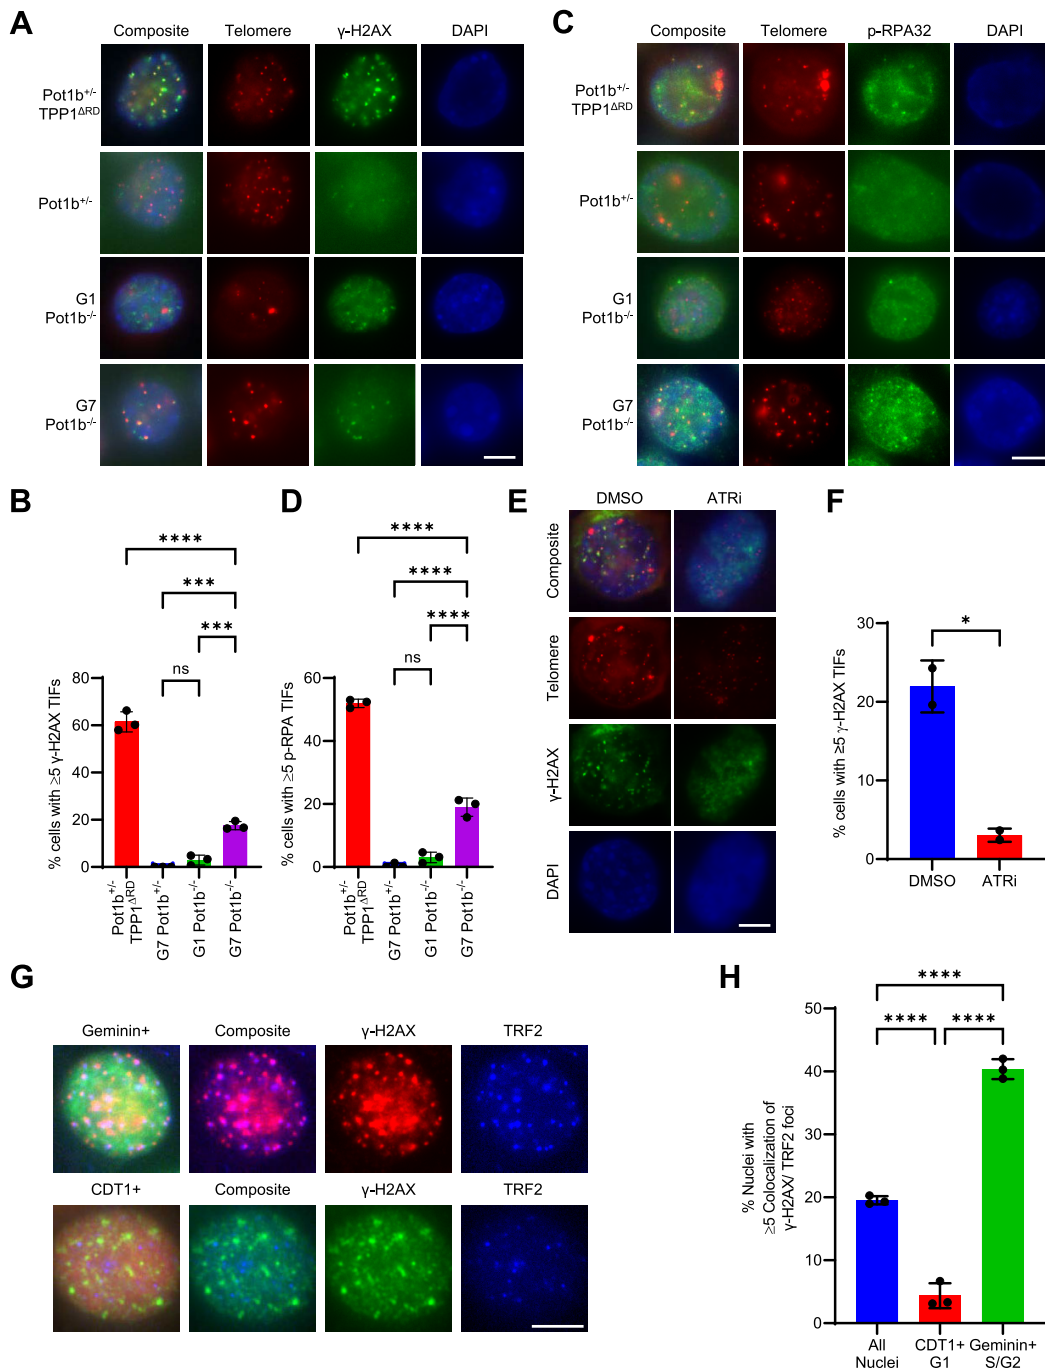 A
Composite Telomere γ-H2AX DAPI
Pot1b+/-
TPP1ΔRD
Pot1b+/-
G1
Pot1b-/-
G7
Pot1b-/-
C
Composite Telomere p-RPA32 DAPI
Pot1b+/-
TPP1ΔRD
Pot1b+/-
G1
Pot1b-/-
G7
Pot1b-/-
B
****
***
***
ns
% cells with ≥5 γ-H2AX TIFs
80
60
40
20
0
Pot1b+/-
TPP1ΔRD
G7 Pot1b+/-
G1 Pot1b-/-
G7 Pot1b-/-
D
****
****
****
ns
% cells with ≥5 p-RPA TIFs
60
40
20
0
Pot1b+/-
TPP1ΔRD
G7 Pot1b+/-
G1 Pot1b-/-
G7 Pot1b-/-
E
DMSO ATRi
Composite
Telomere
γ-H2AX
DAPI
F
*
% cells with ≥5 γ-H2AX TIFs
30
20
10
0
DMSO ATRi
G
Geminin+ Composite γ-H2AX TRF2
CDT1+ Composite γ-H2AX TRF2
H
****
**** ****
% Nuclei with
≥5 Colocalization of
γ-H2AX/ TRF2 foci
50
40
30
20
10
0
All CDT1+ Geminin+
Nuclei G1 S/G2